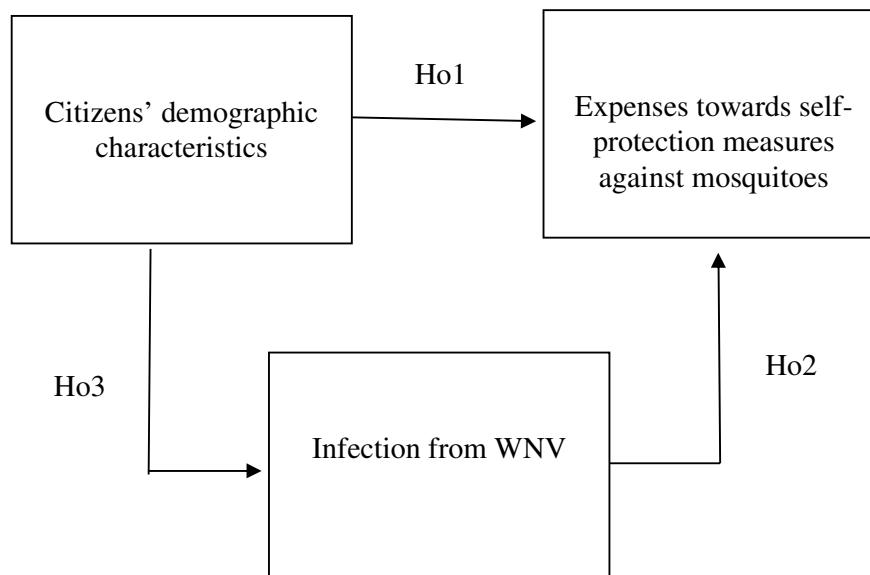 Ho1
Citizens’ demographic
characteristics
Expenses towards self-
protection measures
against mosquitoes
Ho3
Ho2
Infection from WNV